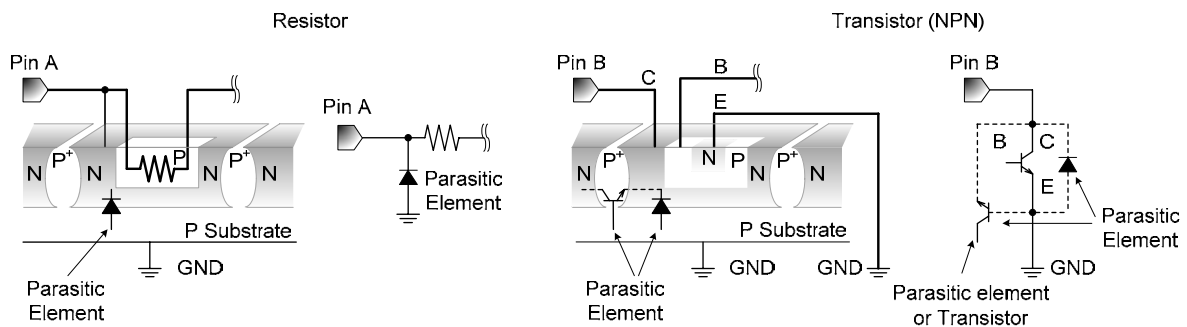 Resistor
Transistor (NPN)
Pin A
Pin A
N
P+
N
P
N
P+
N
Parasitic
Element
P Substrate
GND
Parasitic
Element
Pin B
C
B
E
N
P+
N
N
P
N
P+
N
P Substrate
GND
GND
Parasitic
Element
Pin B
B
C
E
Parasitic
Element
GND
Parasitic element
or Transistor